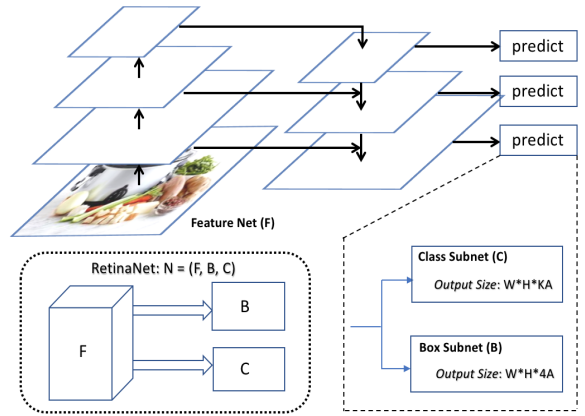 predict
predict
predict
Feature Net (F)
RetinaNet: N = (F, B, C)
F
B
C
Class Subnet (C)
Output Size: W*H*KA
Box Subnet (B)
Output Size: W*H*4A